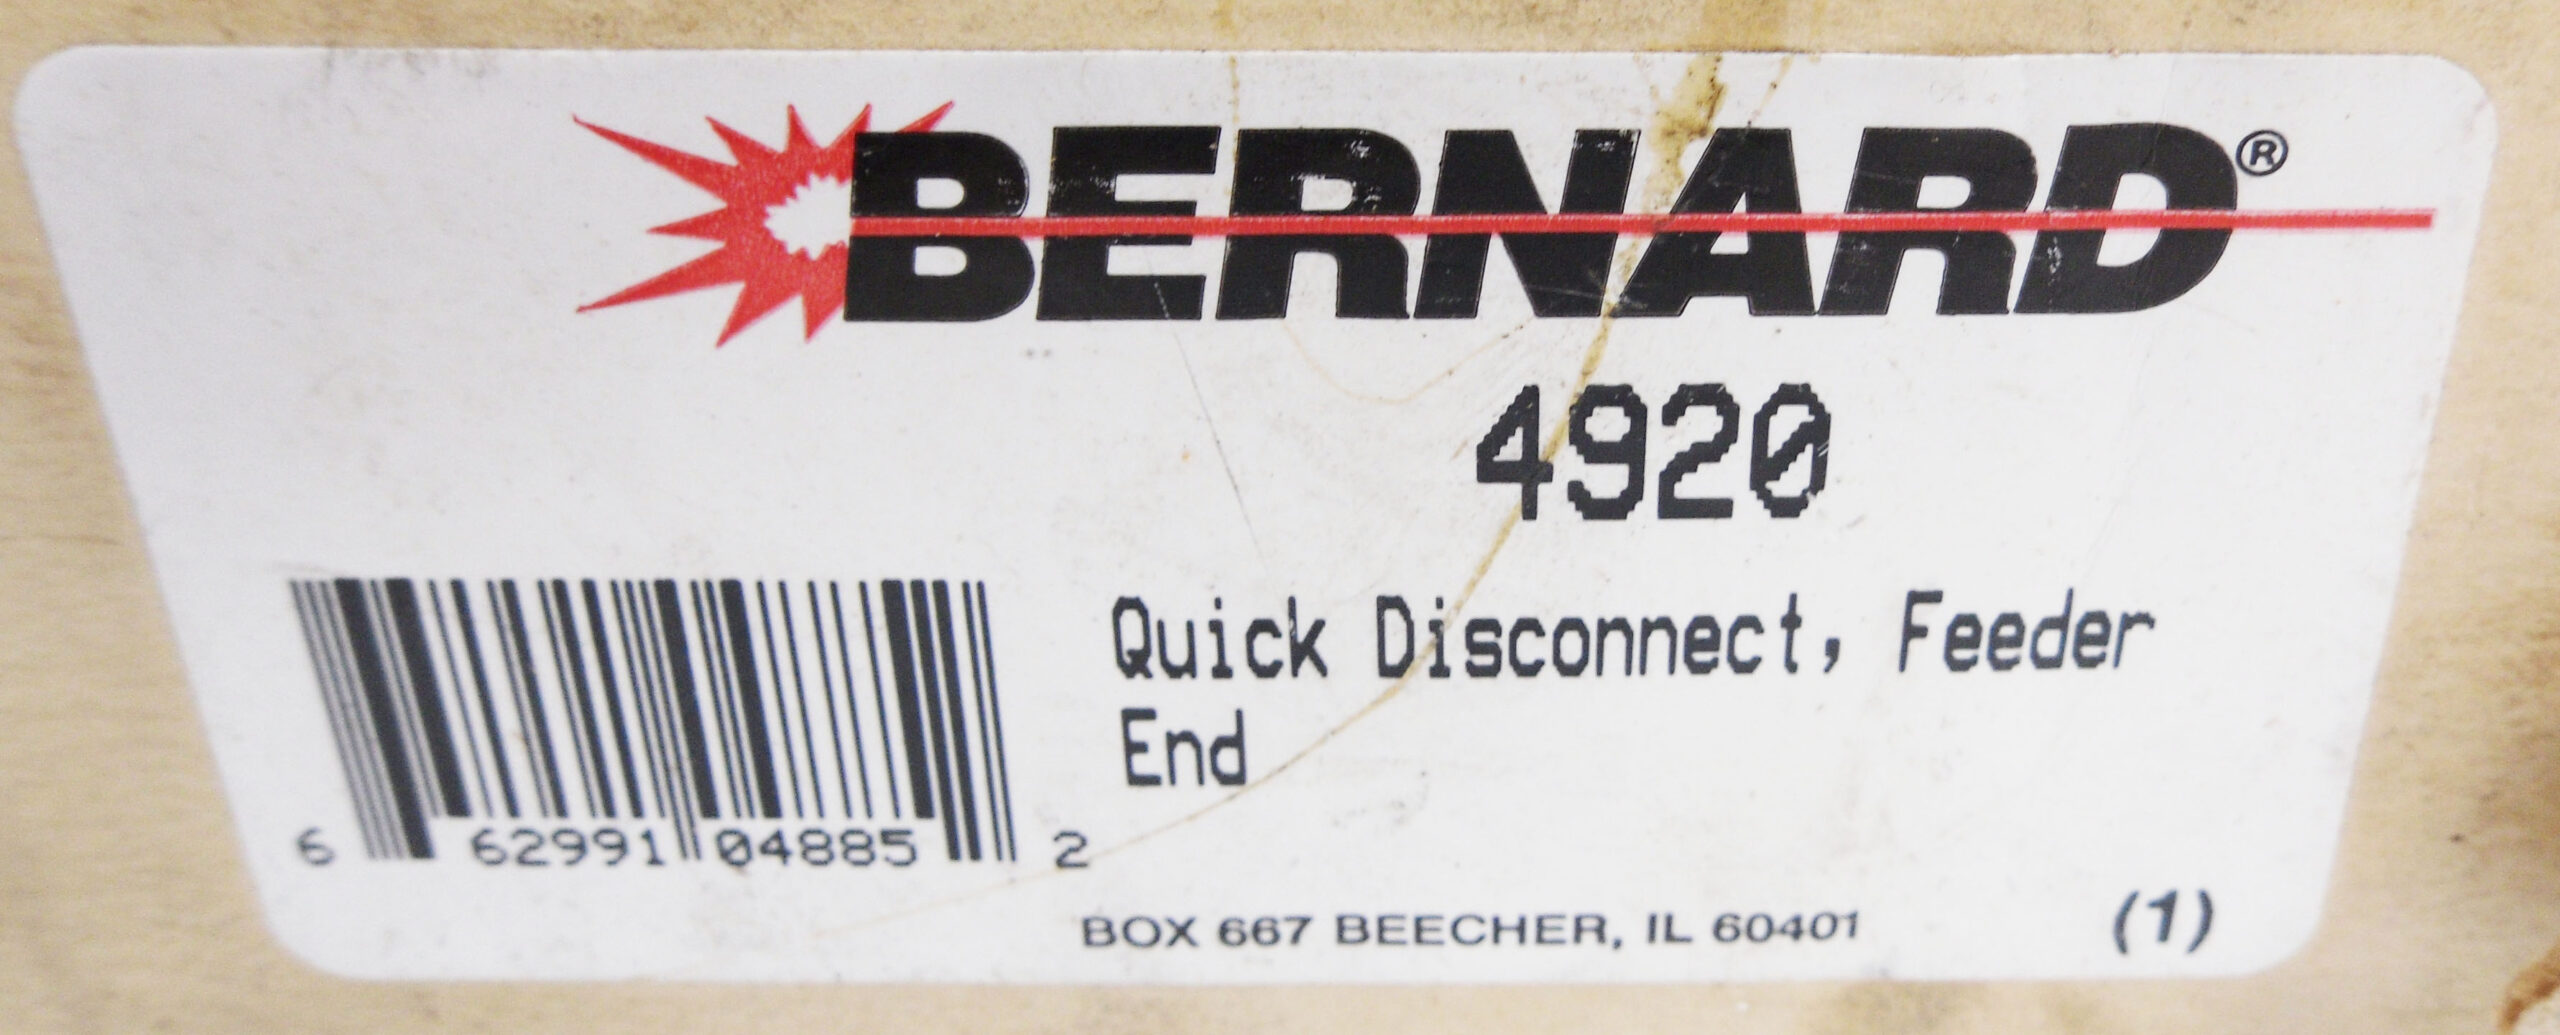 BERNARD®
4920
Quick Disconnect, Feeder
End
6 62991 04885 2
BOX 667 BEECHER, IL 60401
(1)